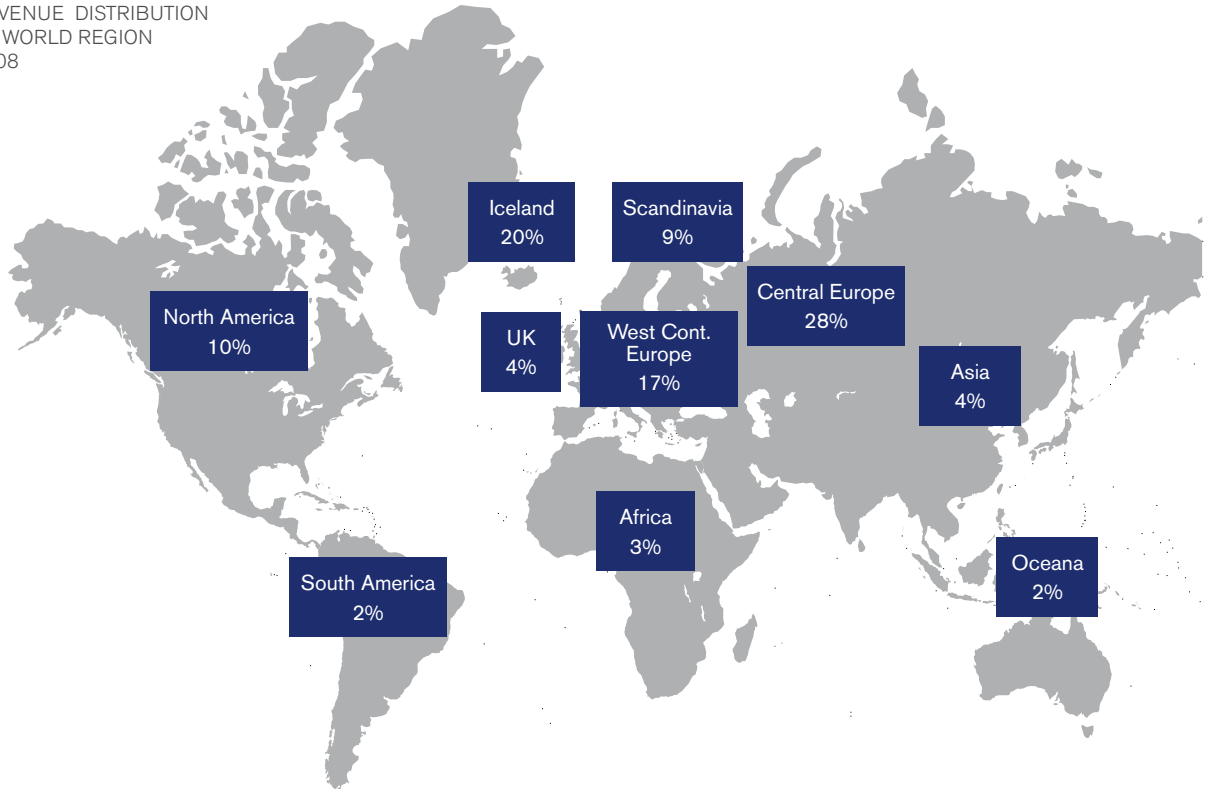 VENUE DISTRIBUTION
WORLD REGION
08
Iceland
20%
Scandinavia
9%
Central Europe
28%
North America
10%
UK
4%
West Cont.
Europe
17%
Asia
4%
Africa
3%
Oceana
2%
South America
2%